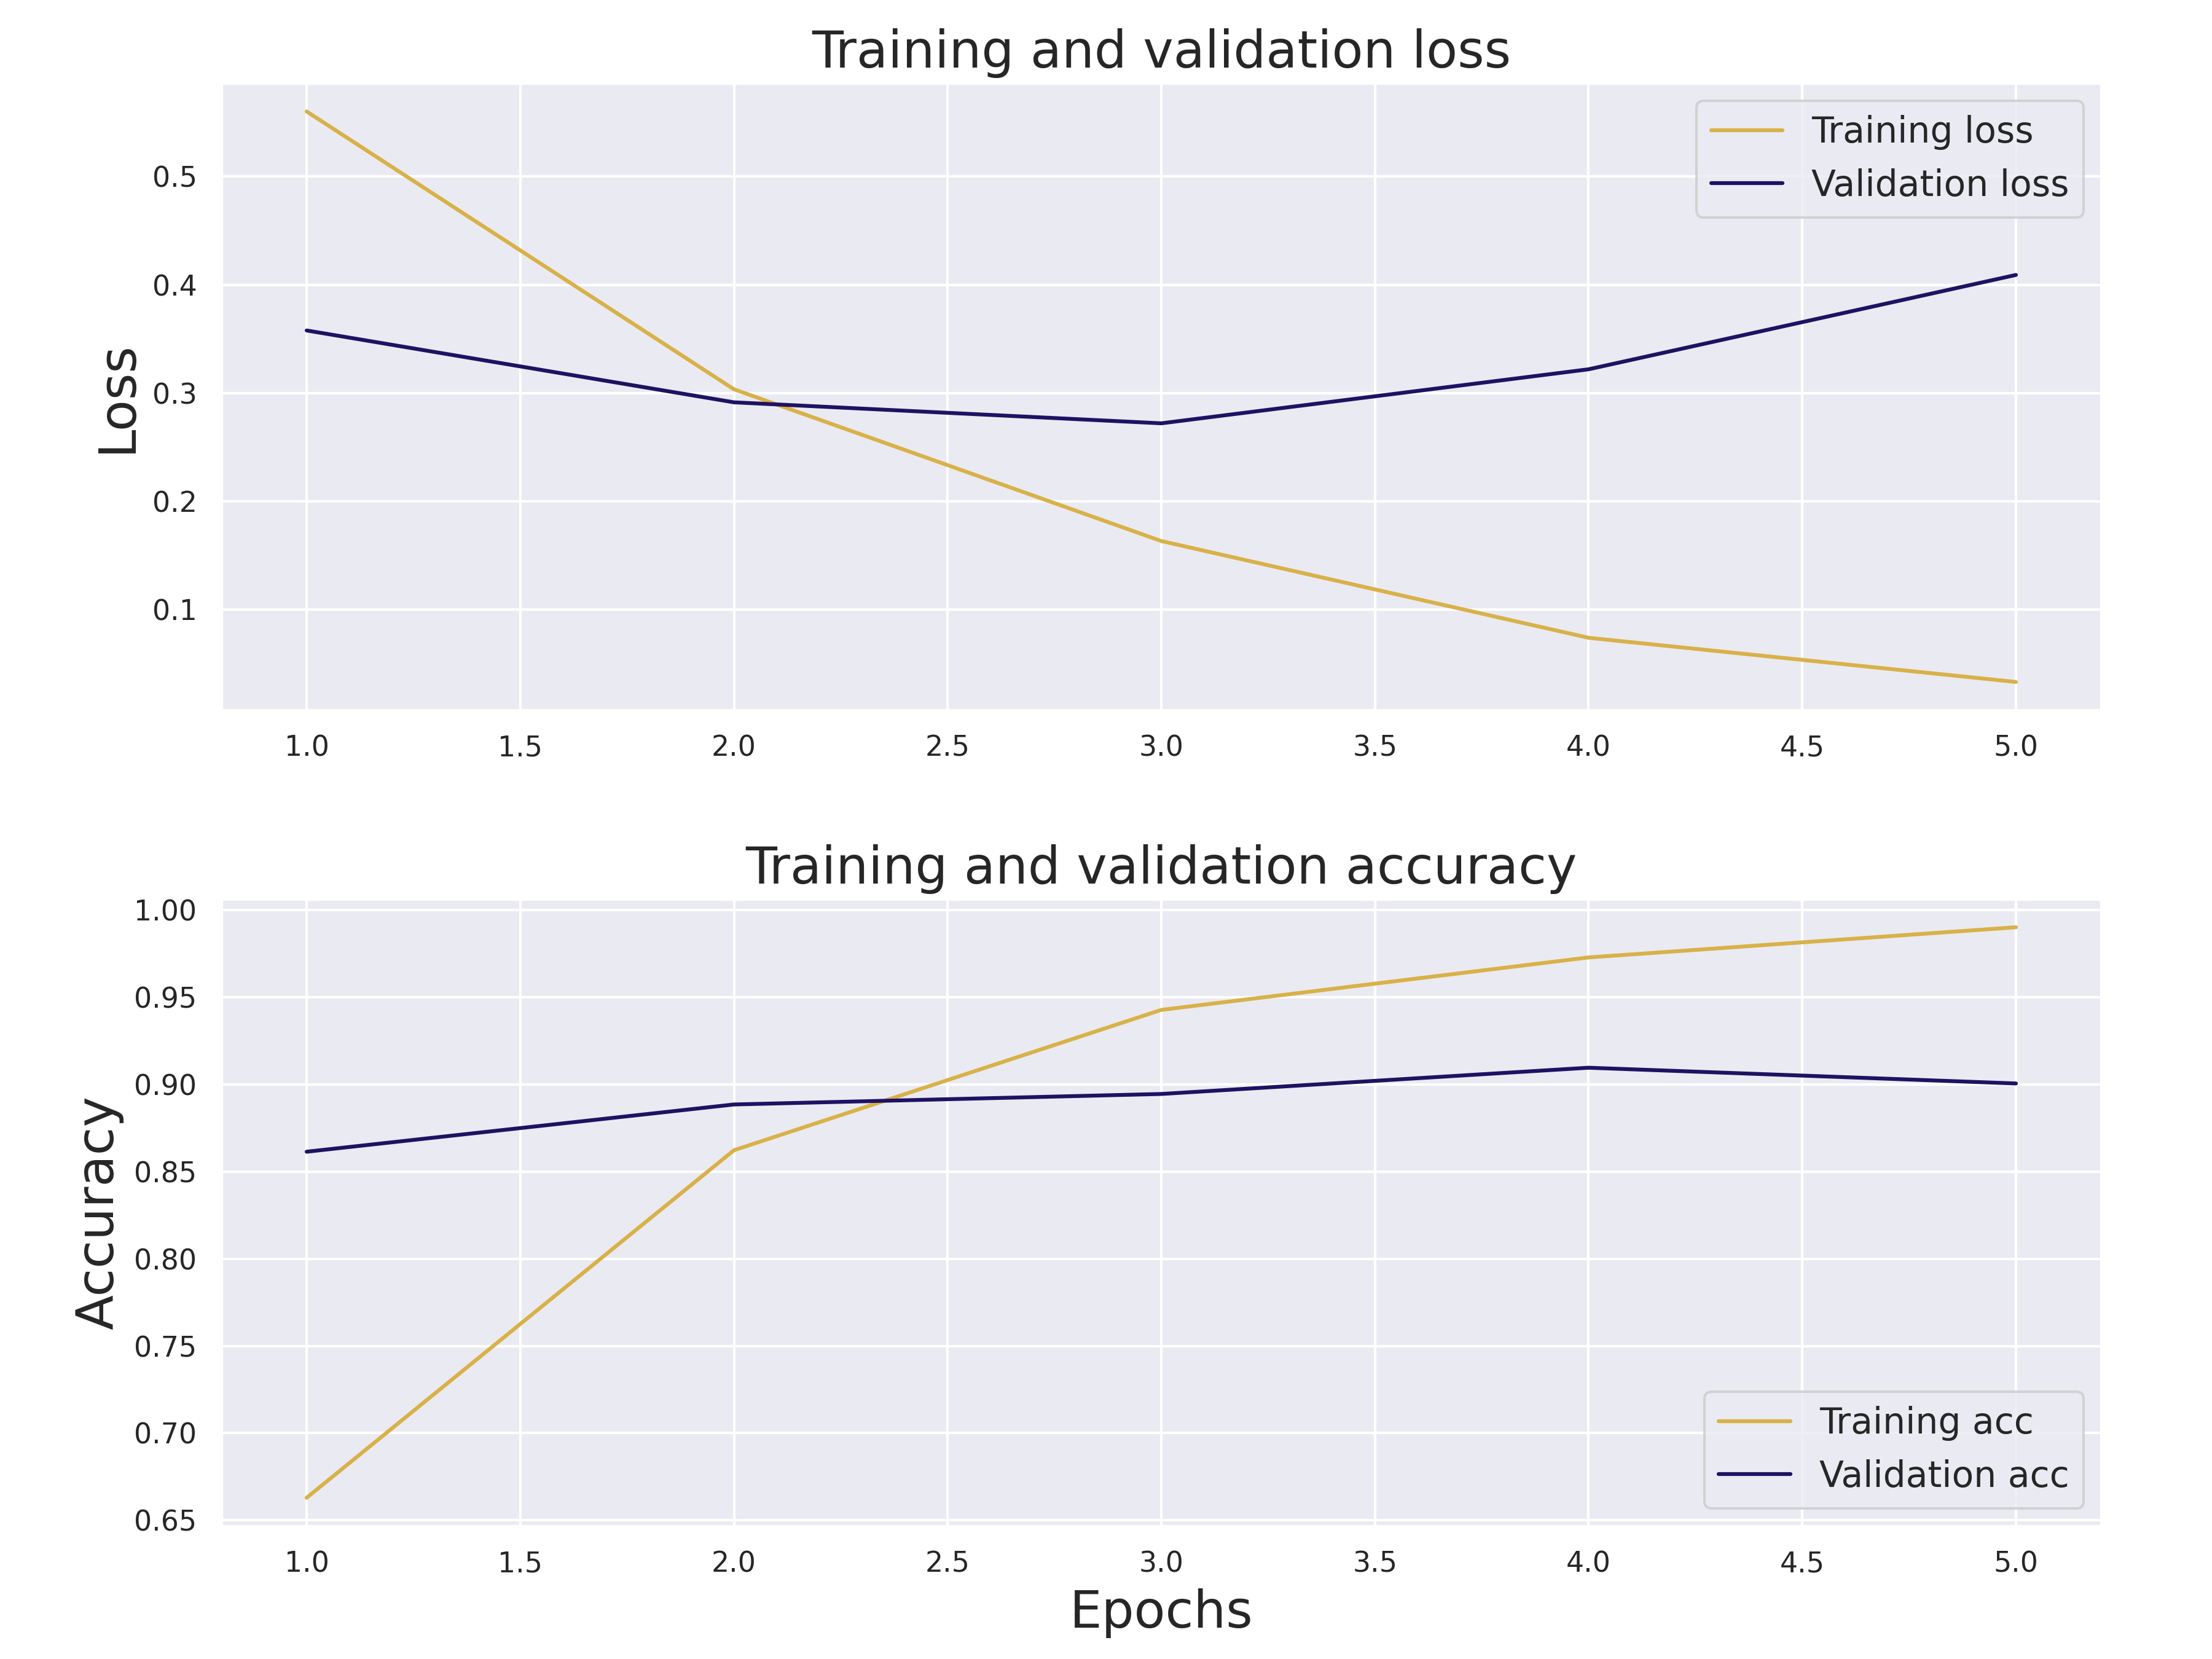 Training and validation loss
Training loss
Validation loss
Loss
0.5
0.4
0.3
0.2
0.1
1.0 1.5 2.0 2.5 3.0 3.5 4.0 4.5 5.0
Training and validation accuracy
Accuracy
1.00
0.95
0.90
0.85
0.80
0.75
0.70
0.65
Training acc
Validation acc
1.0 1.5 2.0 2.5 3.0 3.5 4.0 4.5 5.0
Epochs